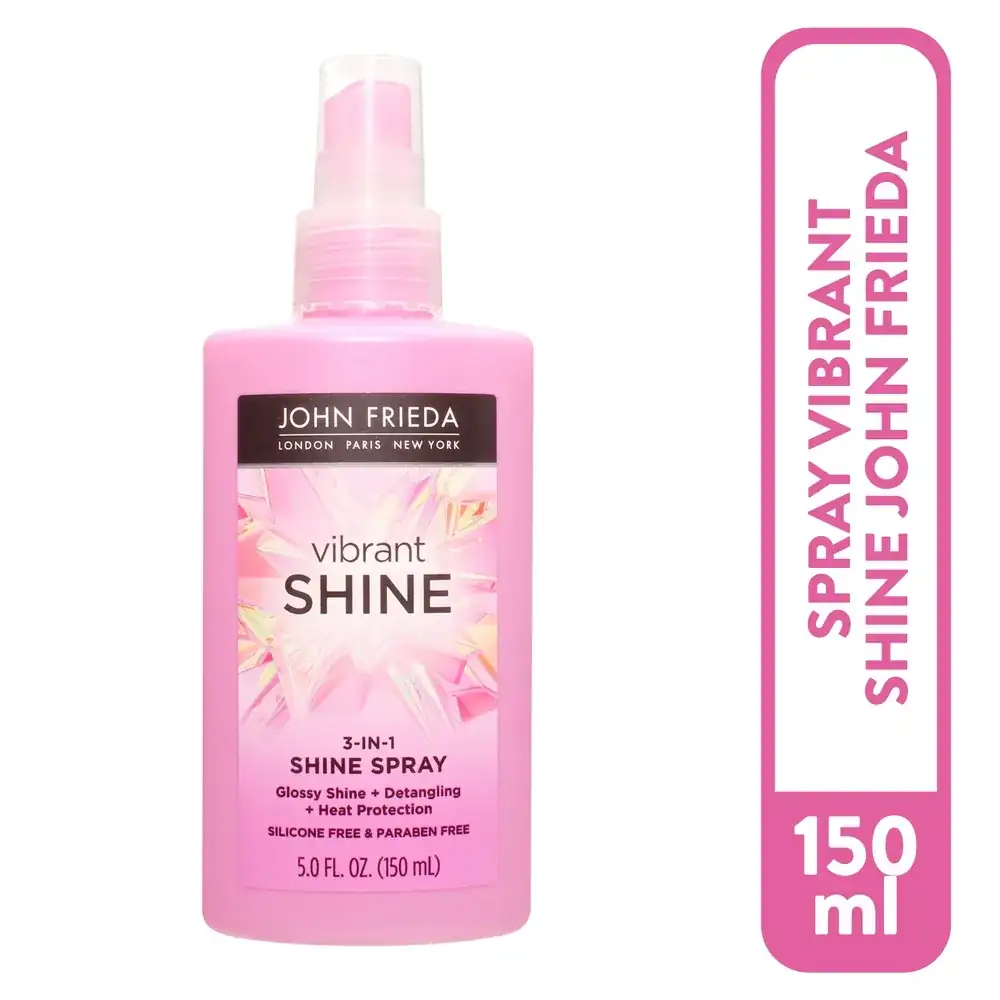 JOHN FRIEDA
LONDON PARIS NEW YORK
vibrant
SHINE
3-IN-1
SHINE SPRAY
Glossy Shine + Detangling
+ Heat Protection
SILICONE FREE & PARABEN FREE
5.0 FL. OZ. (150 mL)
SPRAY VIBRANT
SHINE JOHN FRIEDA
150
ml